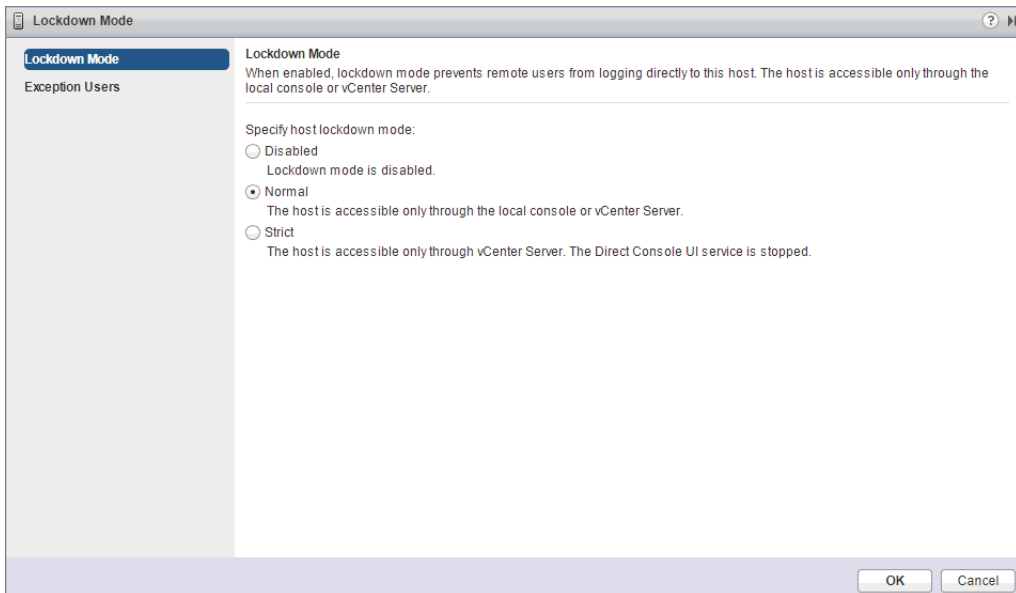 Lockdown Mode
?
Lockdown Mode
Exception Users
Lockdown Mode
When enabled, lockdown mode prevents remote users from logging directly to this host. The host is accessible only through the
local console or vCenter Server.
Specify host lockdown mode:
Disabled
Lockdown mode is disabled.
Normal
The host is accessible only through the local console or vCenter Server.
Strict
The host is accessible only through vCenter Server. The Direct Console UI service is stopped.
OK
Cancel